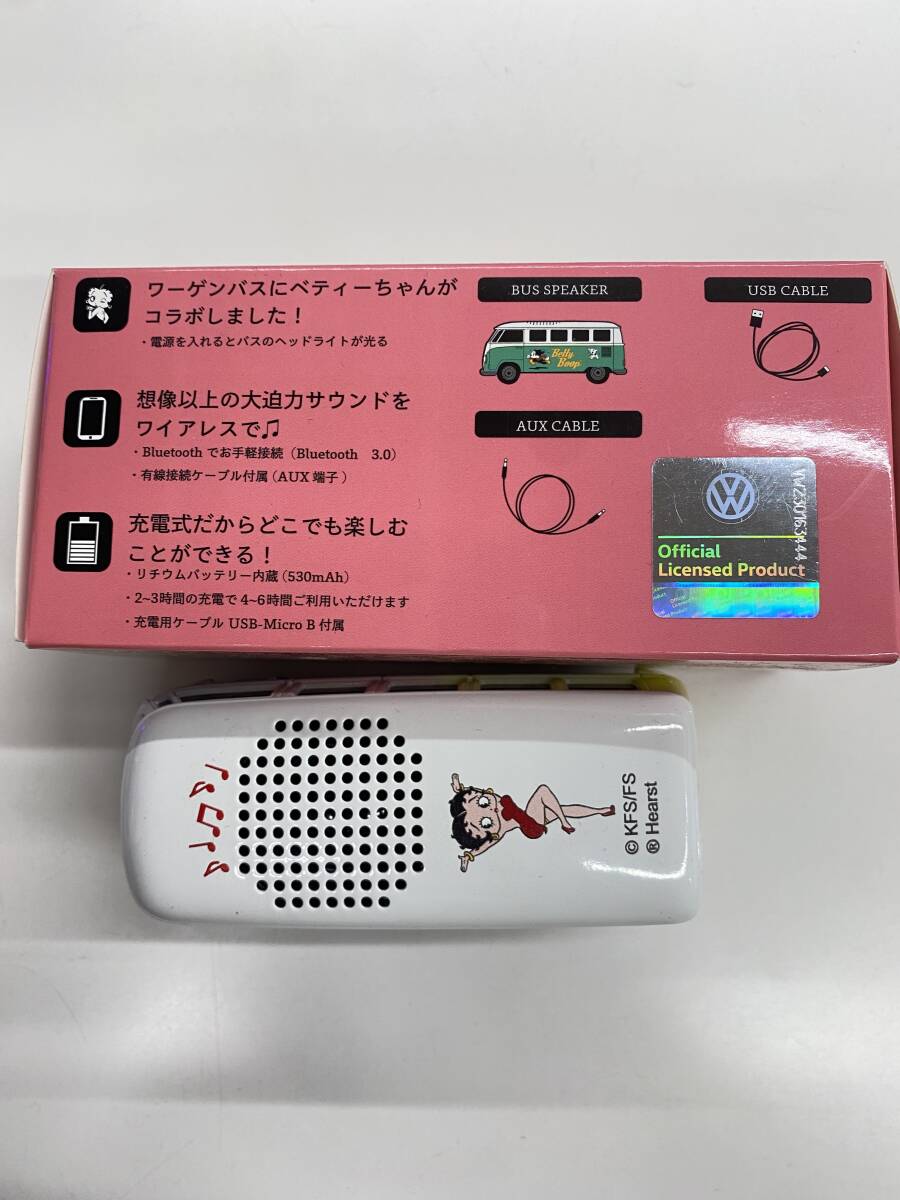 ワーゲンバスにベティーちゃんが
コラボしました！
・電源を入れるとバスのヘッドライトが光る
想像以上の大迫力サウンドを
ワイアレスで♫
・Bluetooth でお手軽接続（Bluetooth 3.0）
・有線接続ケーブル付属（AUX 端子）
充電式だからどこでも楽しむ
ことができる！
・リチウムバッテリー内蔵（530mAh）
・2~3時間の充電で 4~6時間ご利用いただけます
・充電用ケーブル USB-Micro B 付属
BUS SPEAKER
Betty
Boop
USB CABLE
AUX CABLE
Official
Licensed Product
© KFS/FS
® Hearst